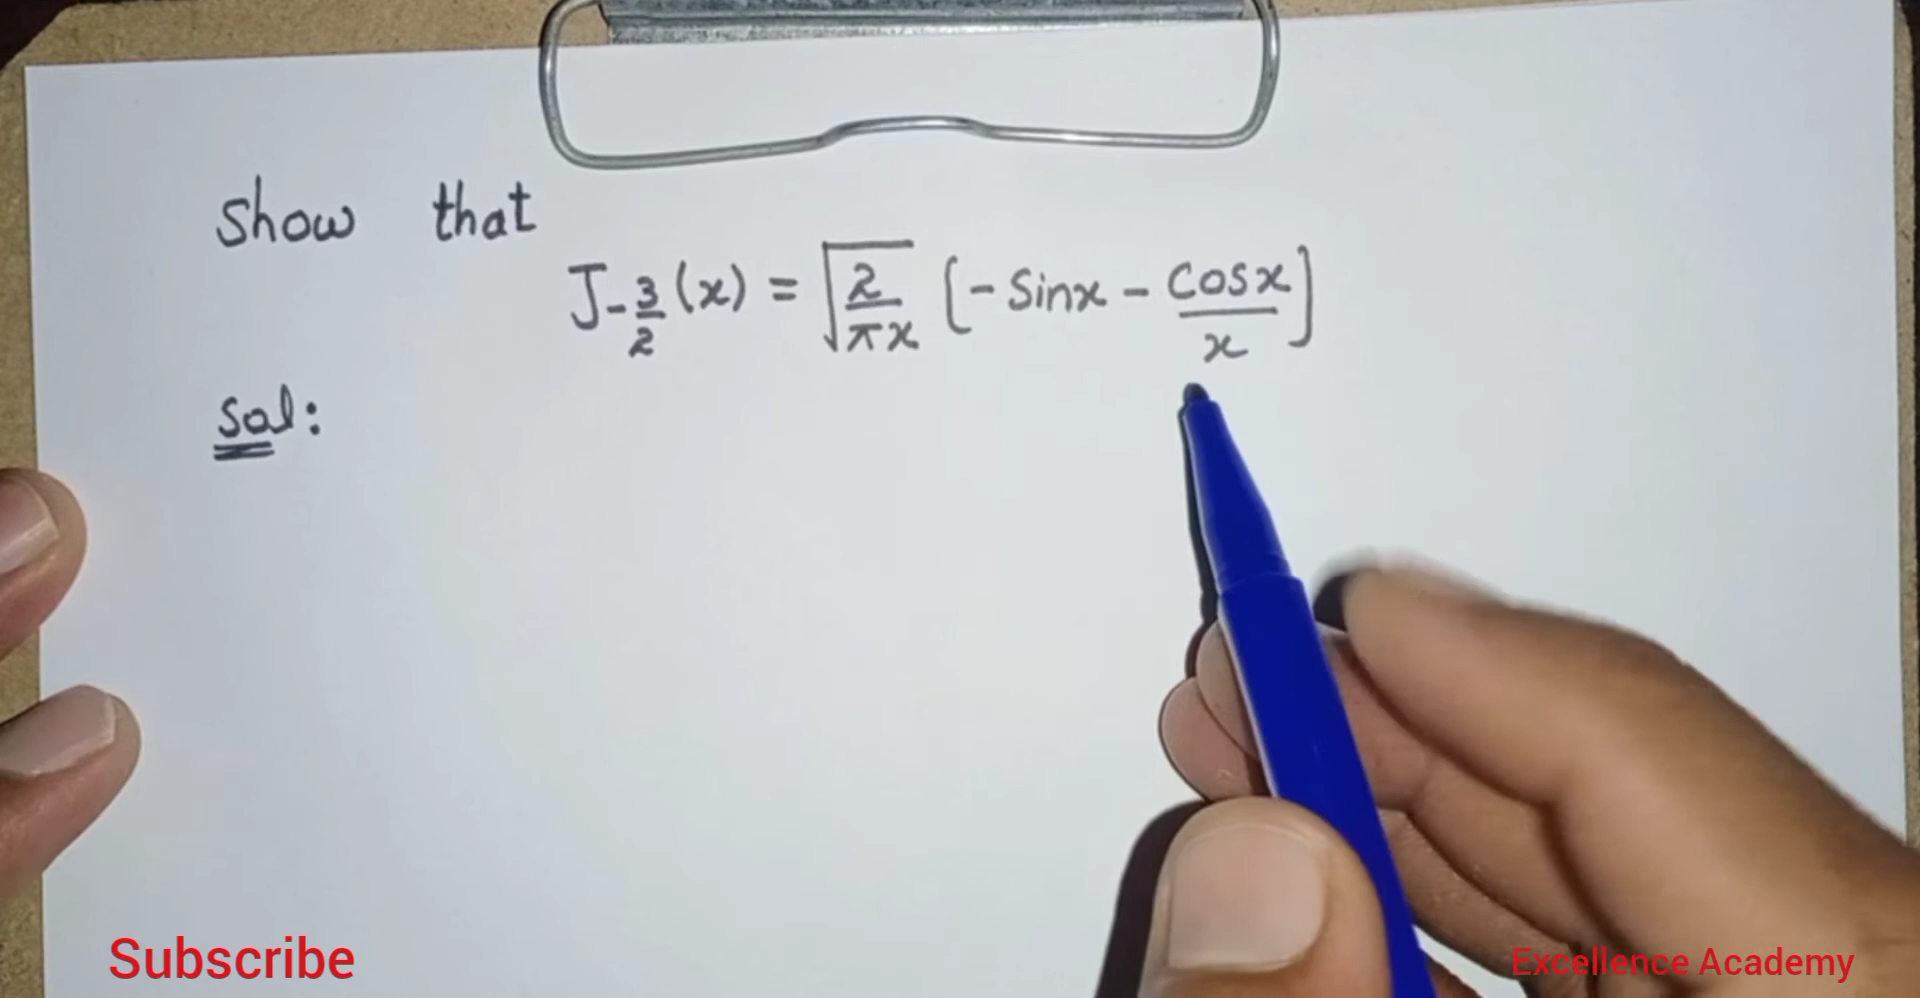 Show that
J-3/2(x) = √2/πx [-Sinx - Cosx/x]
Sol:
Subscribe
Excellence Academy